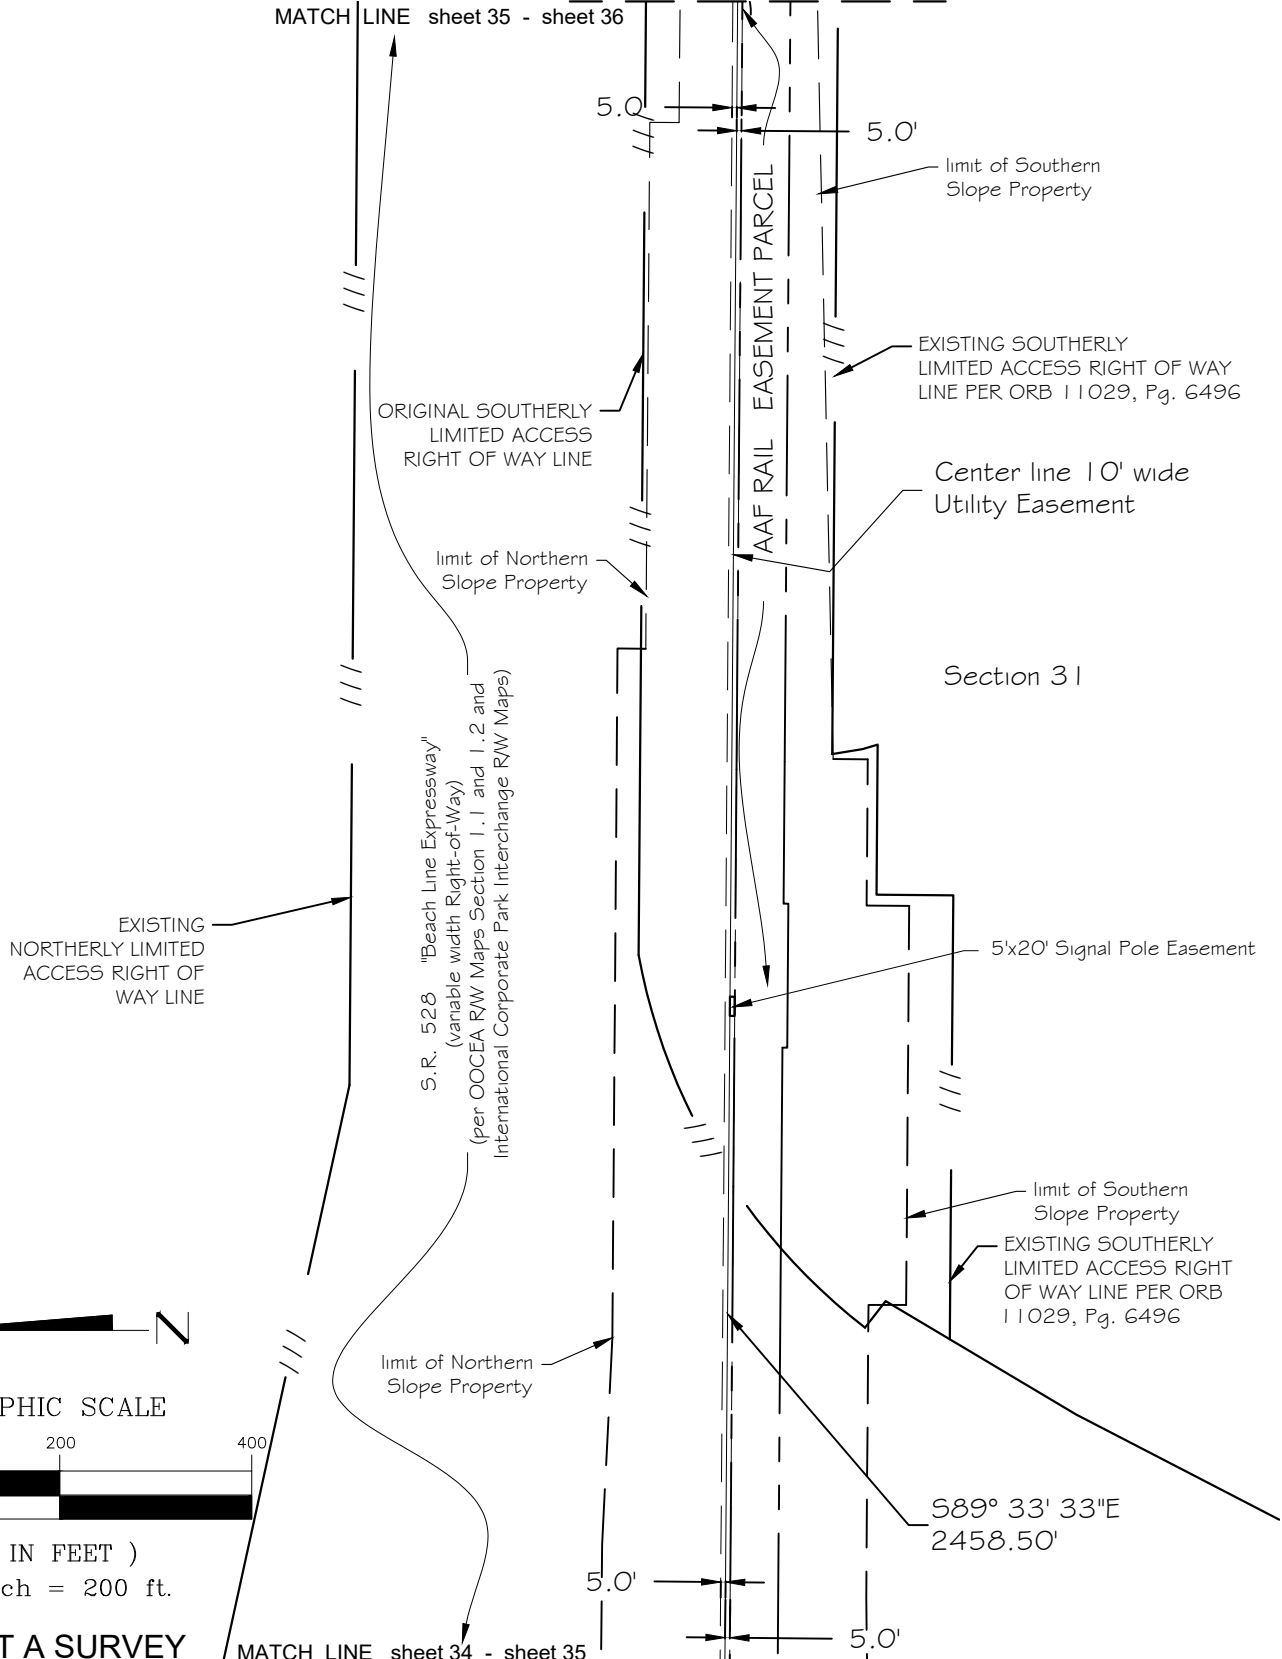 MATCH LINE sheet 35 - sheet 36
5.0
5.0'
limit of Southern
Slope Property
AAF RAIL EASEMENT PARCEL
EXISTING SOUTHERLY
LIMITED ACCESS RIGHT OF WAY
LINE PER ORB 11029, Pg. 6496
ORIGINAL SOUTHERLY
LIMITED ACCESS
RIGHT OF WAY LINE
Center line 10' wide
Utility Easement
limit of Northern
Slope Property
Section 31
S.R. 528 "Beach Line Expressway"
(variable width Right-of-Way)
(per OOCEA R/W Maps Section 1.1 and 1.2 and
International Corporate Park Interchange R/W Maps)
EXISTING
NORTHERLY LIMITED
ACCESS RIGHT OF
WAY LINE
5'x20' Signal Pole Easement
limit of Southern
Slope Property
EXISTING SOUTHERLY
LIMITED ACCESS RIGHT
OF WAY LINE PER ORB
11029, Pg. 6496
N
limit of Northern
Slope Property
PHIC SCALE
200 400
S89° 33' 33"E
2458.50'
IN FEET )
ch = 200 ft.
5.0'
5.0'
T A SURVEY
MATCH LINE sheet 34 - sheet 35